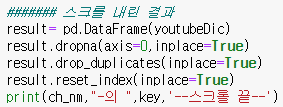 ####### 스크롤 내린 결과
result= pd.DataFrame(youtubeDic)
result.dropna(axis=0,inplace=True)
result.drop_duplicates(inplace=True)
result.reset_index(inplace=True)
print(ch_nm,"-의 ",key,'--스크롤 끝--')